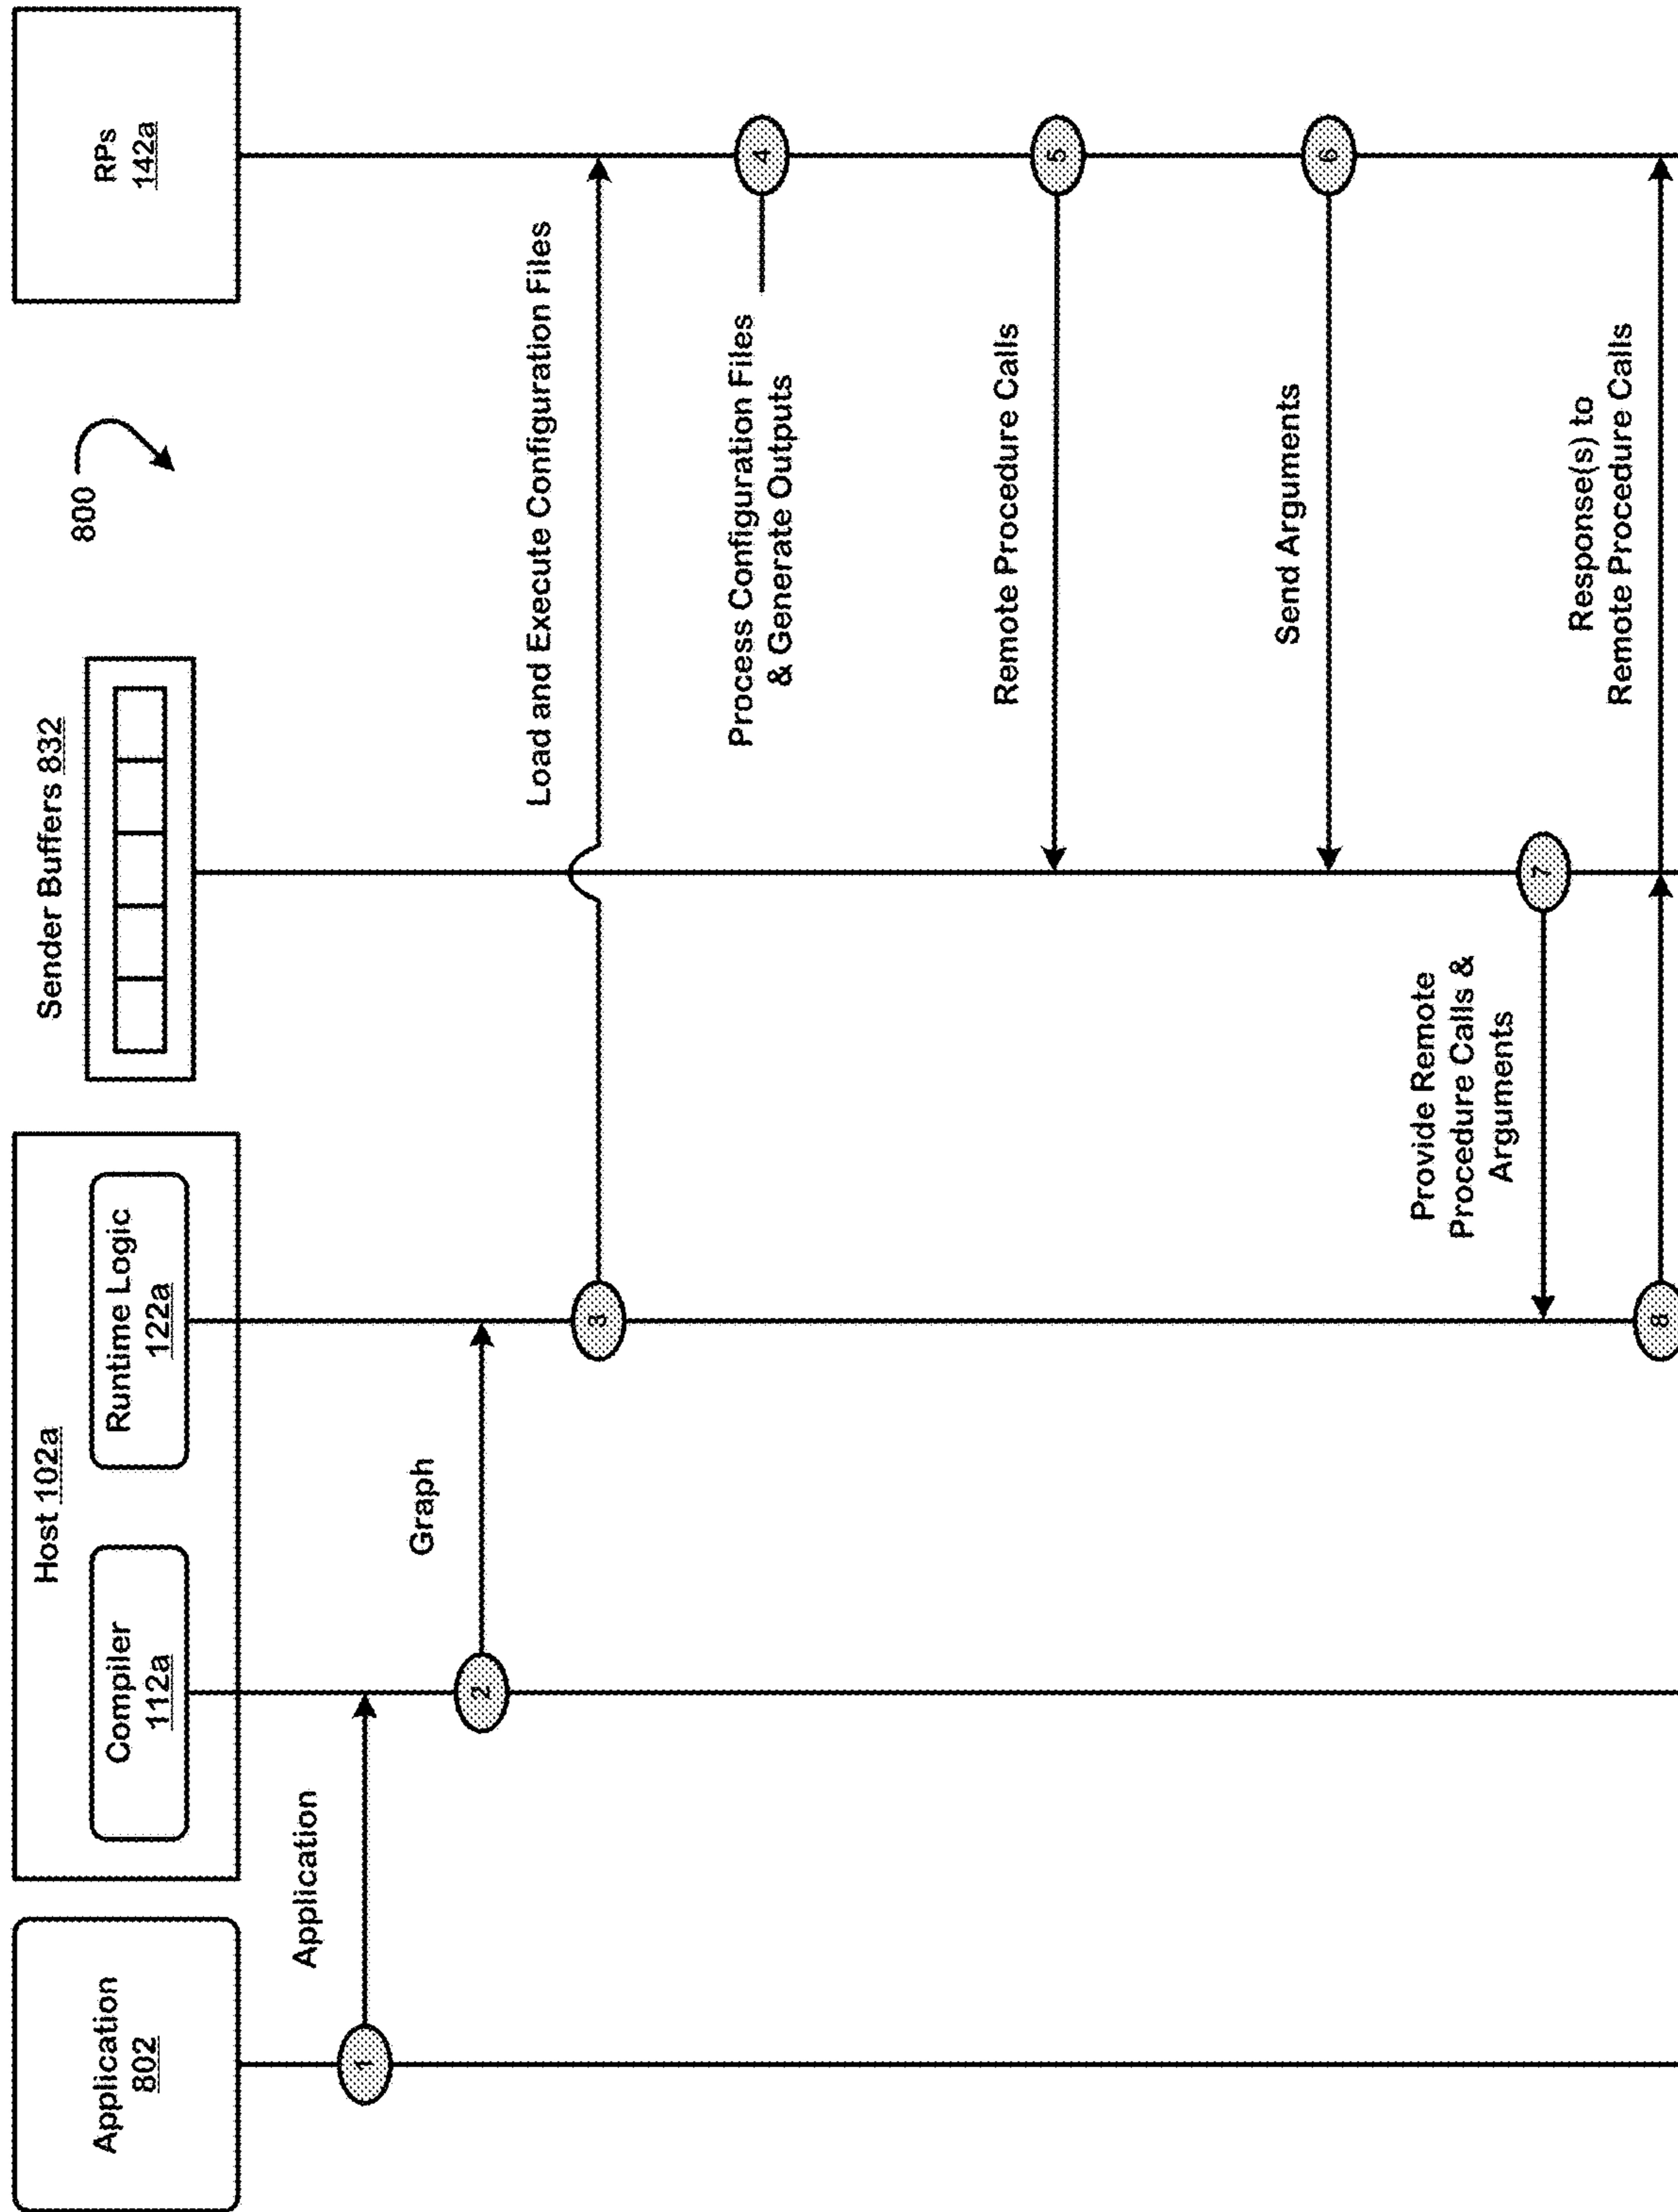 Application
802
Host 102a
Compiler
112a
Runtime Logic
122a
Sender Buffers 832
800
RPs
142a
Application
1
Graph
2
Load and Execute Configuration Files
3
Process Configuration Files
& Generate Outputs
4
Remote Procedure Calls
5
Send Arguments
6
Provide Remote
Procedure Calls &
Arguments
7
Response(s) to
Remote Procedure Calls
8